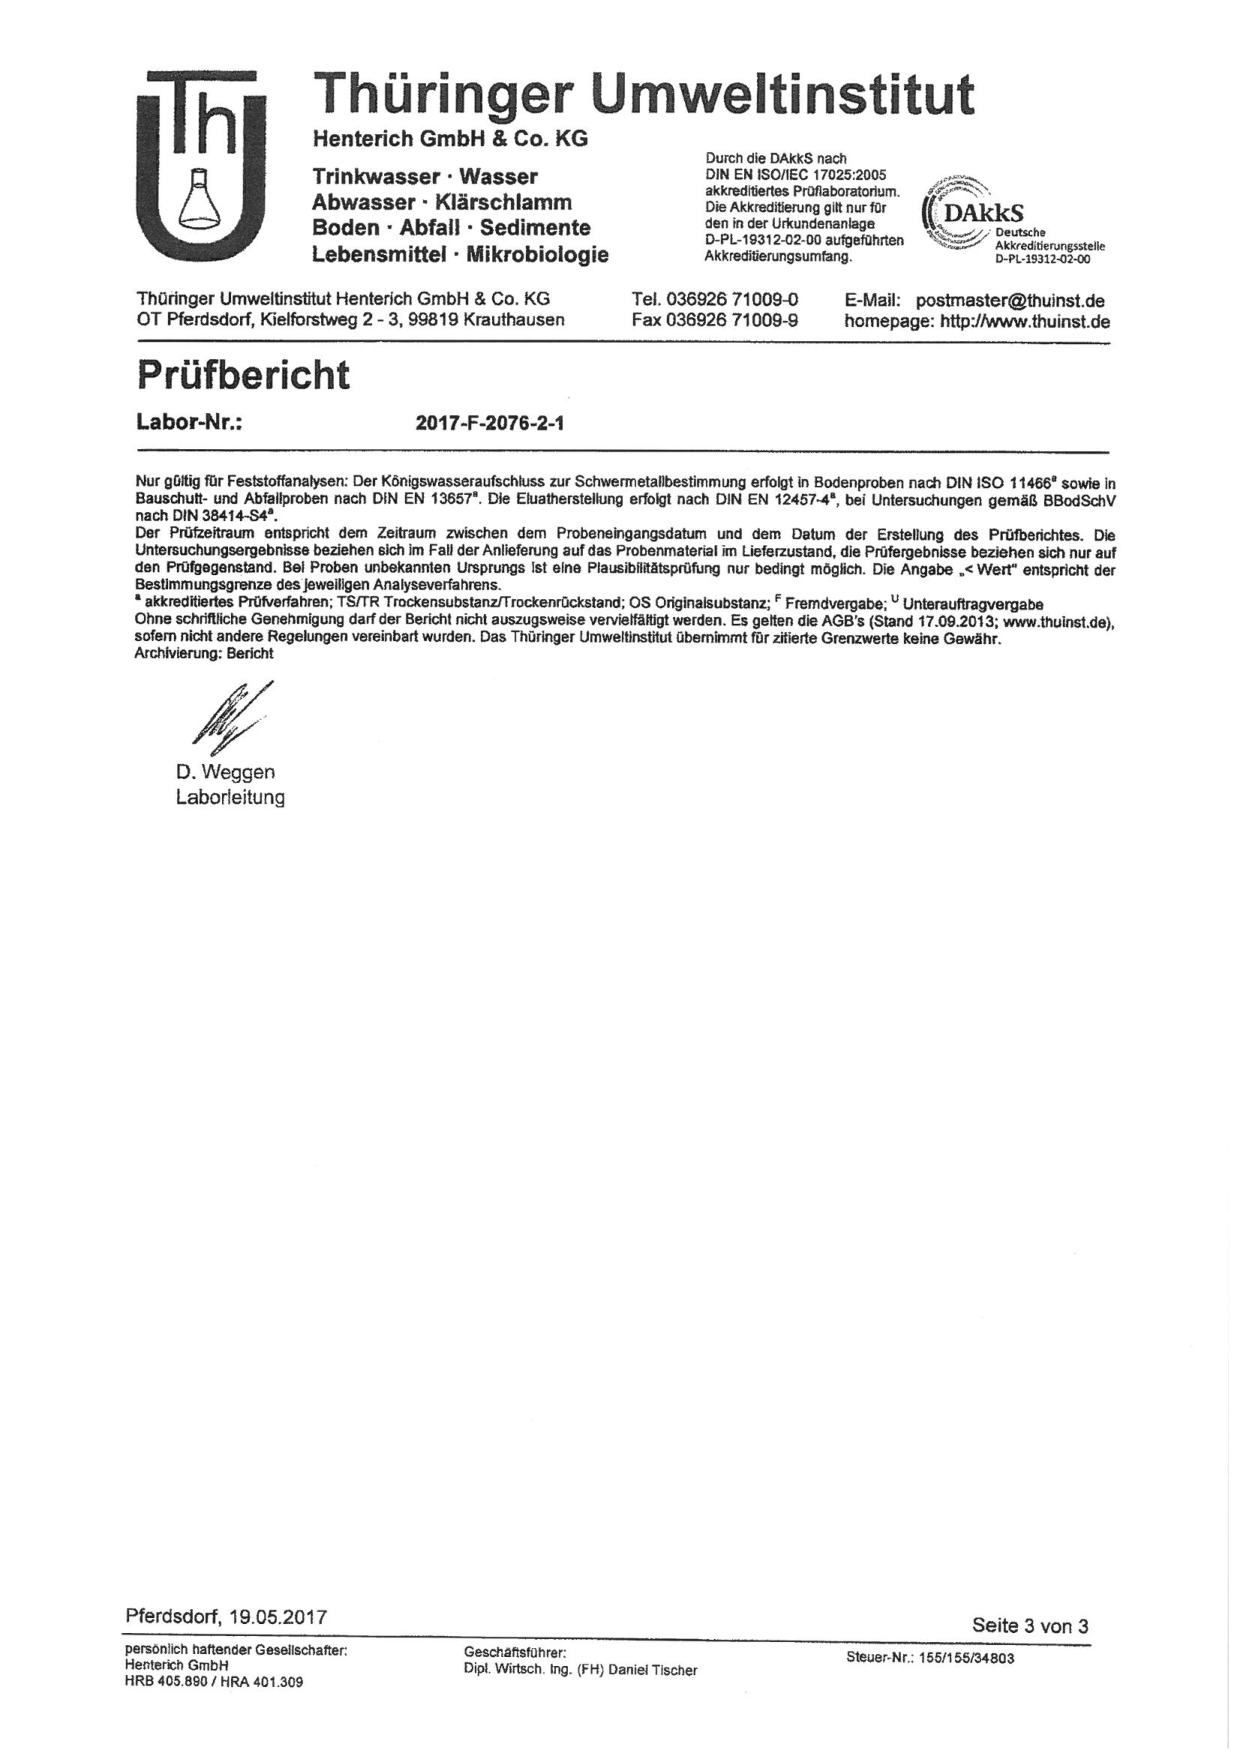 Th
Thüringer Umweltinstitut
Henterich GmbH & Co. KG
Trinkwasser · Wasser
Abwasser · Klärschlamm
Boden · Abfall · Sedimente
Lebensmittel · Mikrobiologie
Durch die DAkkS nach
DIN EN ISO/IEC 17025:2005
akkreditiertes Prüflaboratorium.
Die Akkreditierung gilt nur für
den in der Urkundenanlage
D-PL-19312-02-00 aufgeführten
Akkreditierungsumfang.
DAkkS
Deutsche
Akkreditierungsstelle
D-PL-19312-02-00
Thüringer Umweltinstitut Henterich GmbH & Co. KG
OT Pferdsdorf, Kielforstweg 2 - 3, 99819 Krauthausen
Tel. 036926 71009-0
Fax 036926 71009-9
E-Mail: postmaster@thuinst.de
homepage: http://www.thuinst.de
Prüfbericht
Labor-Nr.: 2017-F-2076-2-1
Nur gültig für Feststoffanalysen: Der Königswasseraufschluss zur Schwermetallbestimmung erfolgt in Bodenproben nach DIN ISO 11466ª sowie in
Bauschutt- und Abfallproben nach DIN EN 13657ª. Die Eluatherstellung erfolgt nach DIN EN 12457-4ª, bei Untersuchungen gemäß BBodSchV
nach DIN 38414-S4ª.
Der Prüfzeitraum entspricht dem Zeitraum zwischen dem Probeneingangsdatum und dem Datum der Erstellung des Prüfberichtes. Die
Untersuchungsergebnisse beziehen sich im Fall der Anlieferung auf das Probenmaterial im Lieferzustand, die Prüfergebnisse beziehen sich nur auf
den Prüfgegenstand. Bei Proben unbekannten Ursprungs ist eine Plausibilitätsprüfung nur bedingt möglich. Die Angabe „< Wert" entspricht der
Bestimmungsgrenze des jeweiligen Analyseverfahrens.
ª akkreditiertes Prüfverfahren; TS/TR Trockensubstanz/Trockenrückstand; OS Originalsubstanz; ᶠ Fremdvergabe; ᵁ Unterauftragvergabe
Ohne schriftliche Genehmigung darf der Bericht nicht auszugsweise vervielfältigt werden. Es gelten die AGB's (Stand 17.09.2013; www.thuinst.de),
sofern nicht andere Regelungen vereinbart wurden. Das Thüringer Umweltinstitut übernimmt für zitierte Grenzwerte keine Gewähr.
Archivierung: Bericht
D. Weggen
Laborleitung
Pferdsdorf, 19.05.2017
Seite 3 von 3
persönlich haftender Gesellschafter:
Henterich GmbH
HRB 405.890 / HRA 401.309
Geschäftsführer:
Dipl. Wirtsch. Ing. (FH) Daniel Tischer
Steuer-Nr.: 155/155/34803